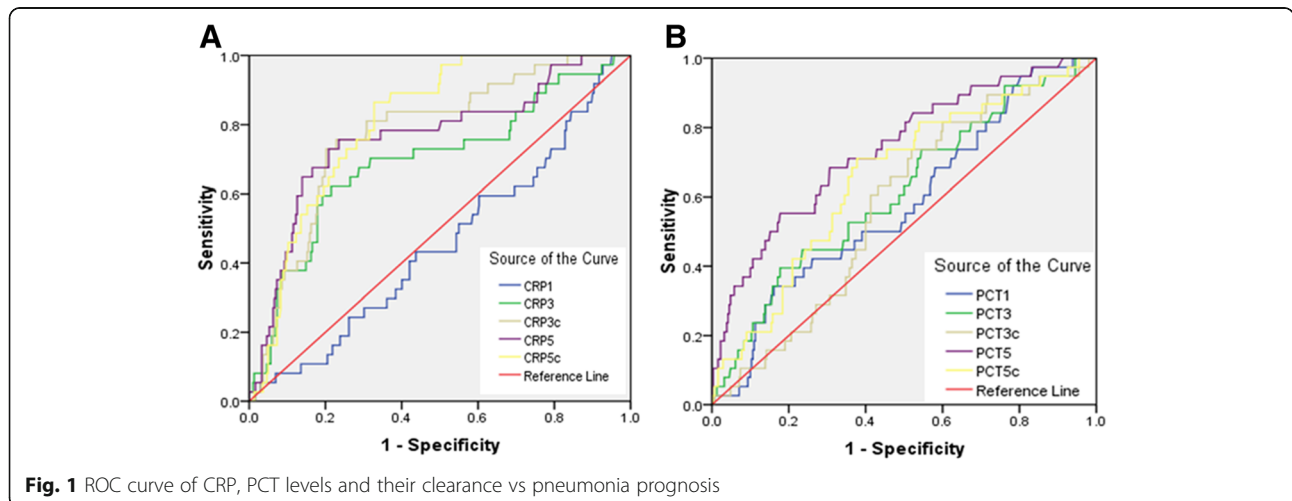 A
1.0
0.8
0.6
0.4
0.2
0.0
Sensitivity
0.0 0.2 0.4 0.6 0.8 1.0
1 - Specificity
Source of the Curve
CRP1
CRP3
CRP3c
CRP5
CRP5c
Reference Line
B
1.0
0.8
0.6
0.4
0.2
0.0
Sensitivity
0.0 0.2 0.4 0.6 0.8 1.0
1 - Specificity
Source of the Curve
PCT1
PCT3
PCT3c
PCT5
PCT5c
Reference Line
Fig. 1 ROC curve of CRP, PCT levels and their clearance vs pneumonia prognosis